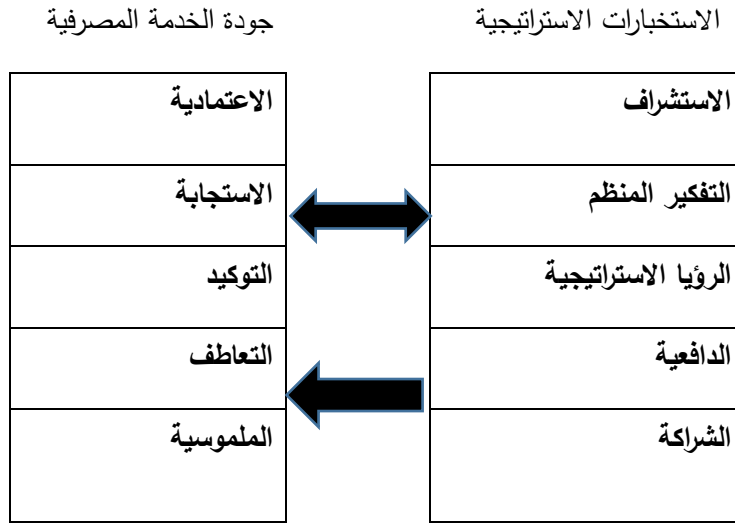 الاستخبارات الاستراتيجية
جودة الخدمة المصرفية
الاستشراف
الاعتمادية
التفكير المنظم
الاستجابة
الرؤيا الاستراتيجية
التوكيد
الدافعية
التعاطف
الشراكة
الملموسية